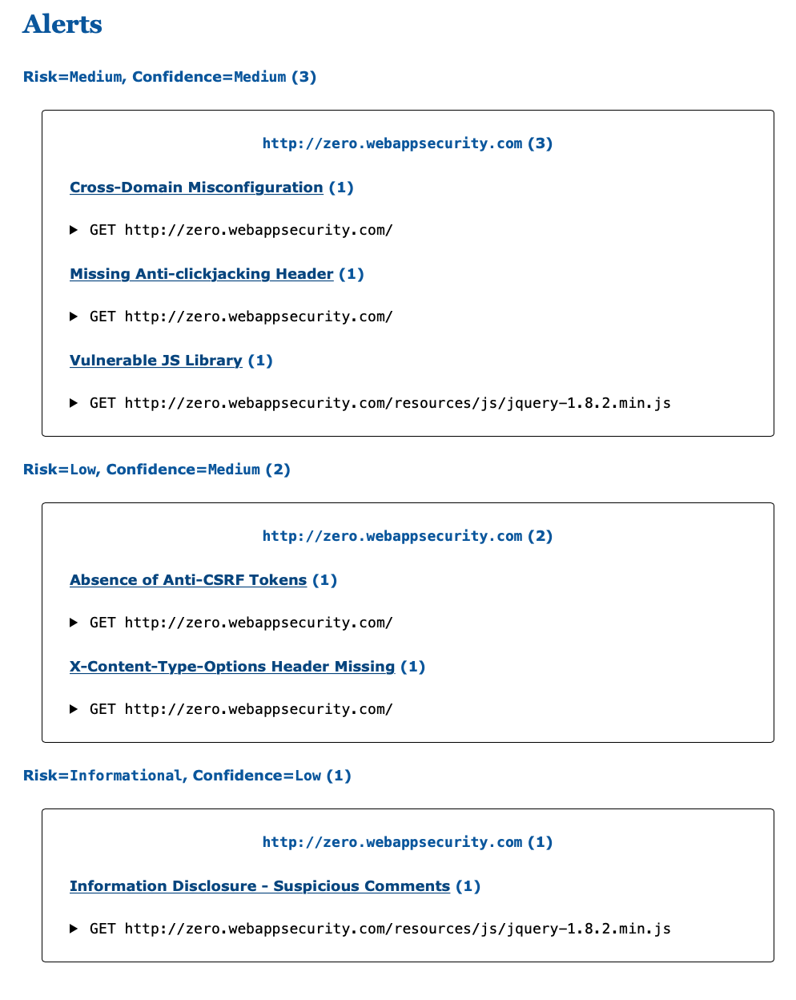 Alerts
Risk=Medium, Confidence=Medium (3)
http://zero.webappsecurity.com (3)
Cross-Domain Misconfiguration (1)
▶ GET http://zero.webappsecurity.com/
Missing Anti-clickjacking Header (1)
▶ GET http://zero.webappsecurity.com/
Vulnerable JS Library (1)
▶ GET http://zero.webappsecurity.com/resources/js/jquery-1.8.2.min.js
Risk=Low, Confidence=Medium (2)
http://zero.webappsecurity.com (2)
Absence of Anti-CSRF Tokens (1)
▶ GET http://zero.webappsecurity.com/
X-Content-Type-Options Header Missing (1)
▶ GET http://zero.webappsecurity.com/
Risk=Informational, Confidence=Low (1)
http://zero.webappsecurity.com (1)
Information Disclosure - Suspicious Comments (1)
▶ GET http://zero.webappsecurity.com/resources/js/jquery-1.8.2.min.js